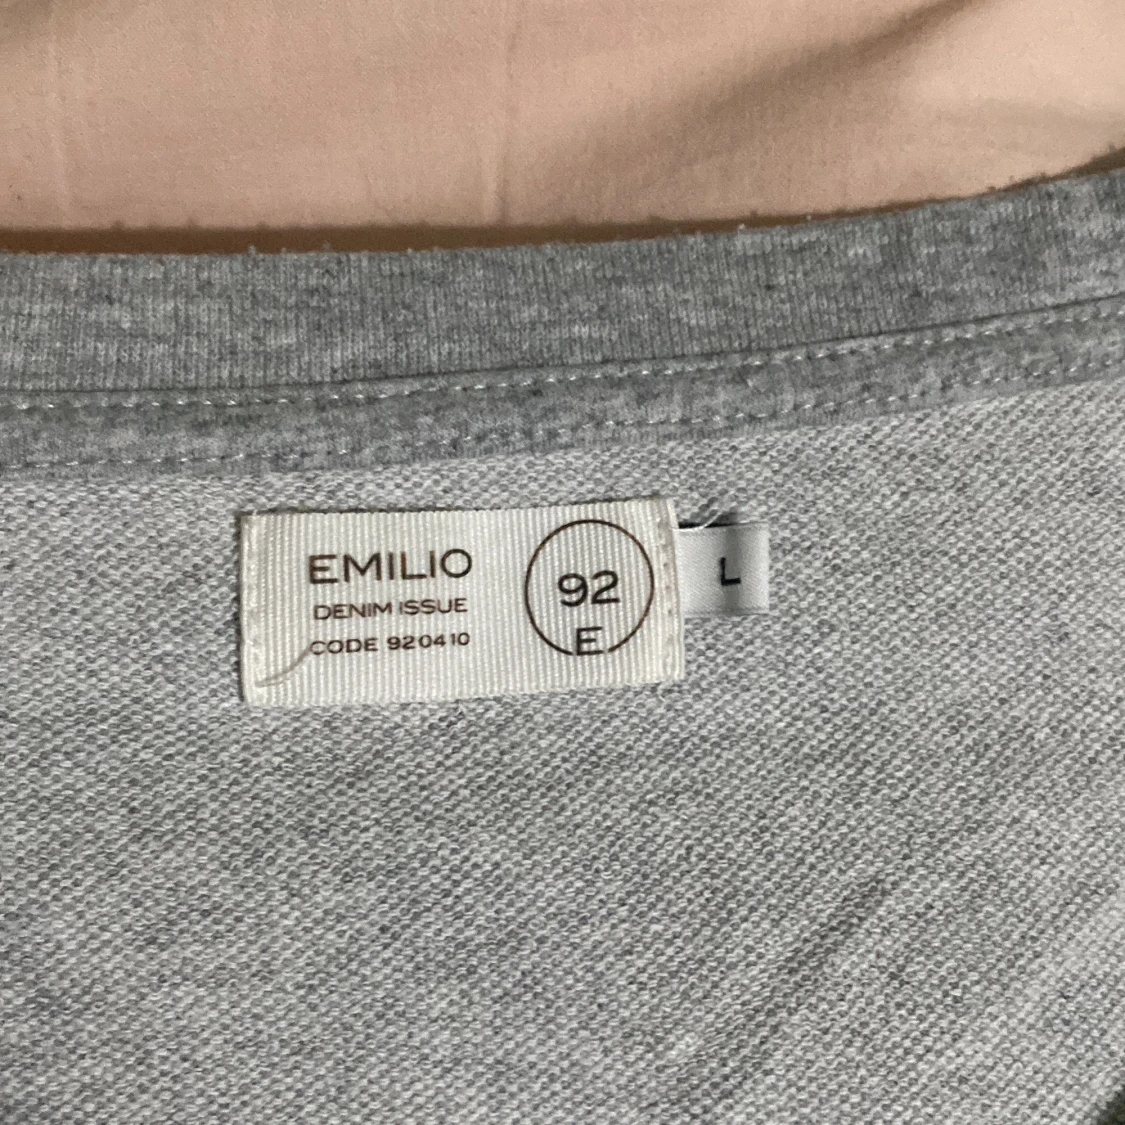 EMILIO
DENIM ISSUE
CODE 920410
92
E
L